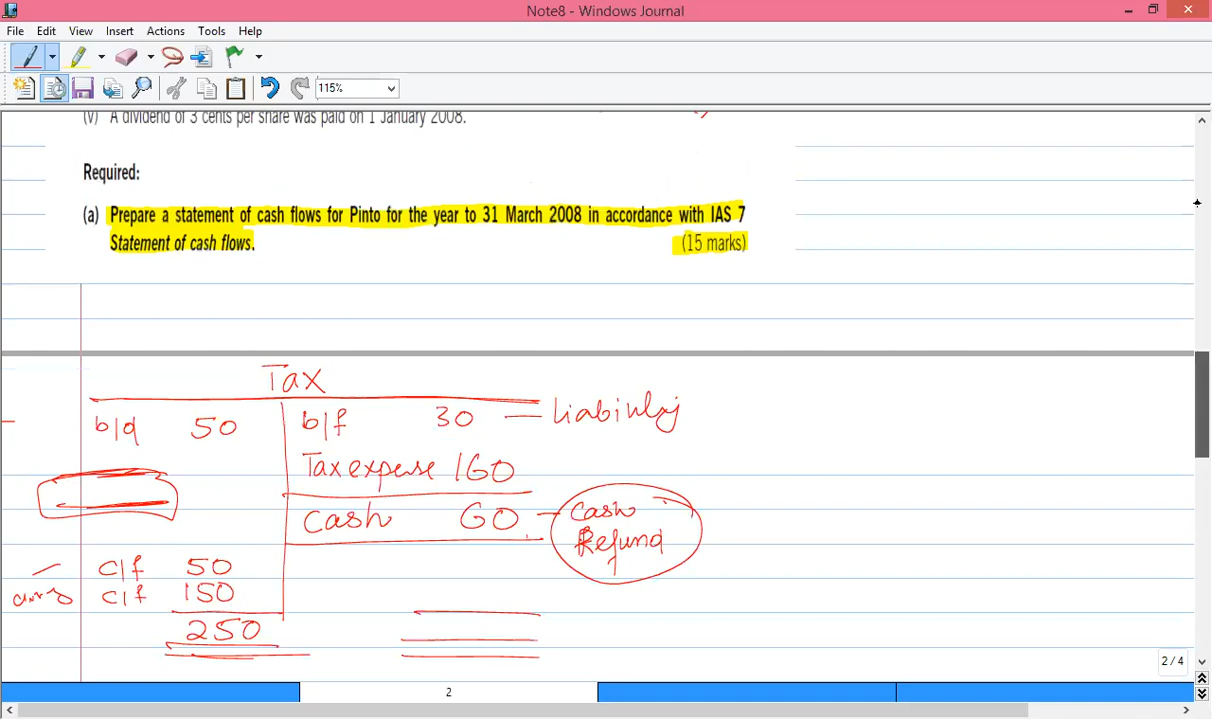 Note8 - Windows Journal
File Edit View Insert Actions Tools Help
115%
(v) A dividend of 3 cents per share was paid on 1 January 2008.
Required:
(a) Prepare a statement of cash flows for Pinto for the year to 31 March 2008 in accordance with IAS 7
Statement of cash flows. (15 marks)
Tax
b/d 50 b/f 30 —
Tax expense 160
Cash 60 — Cash
Refund
c/f 50
c/f 150
250
2 / 4
2